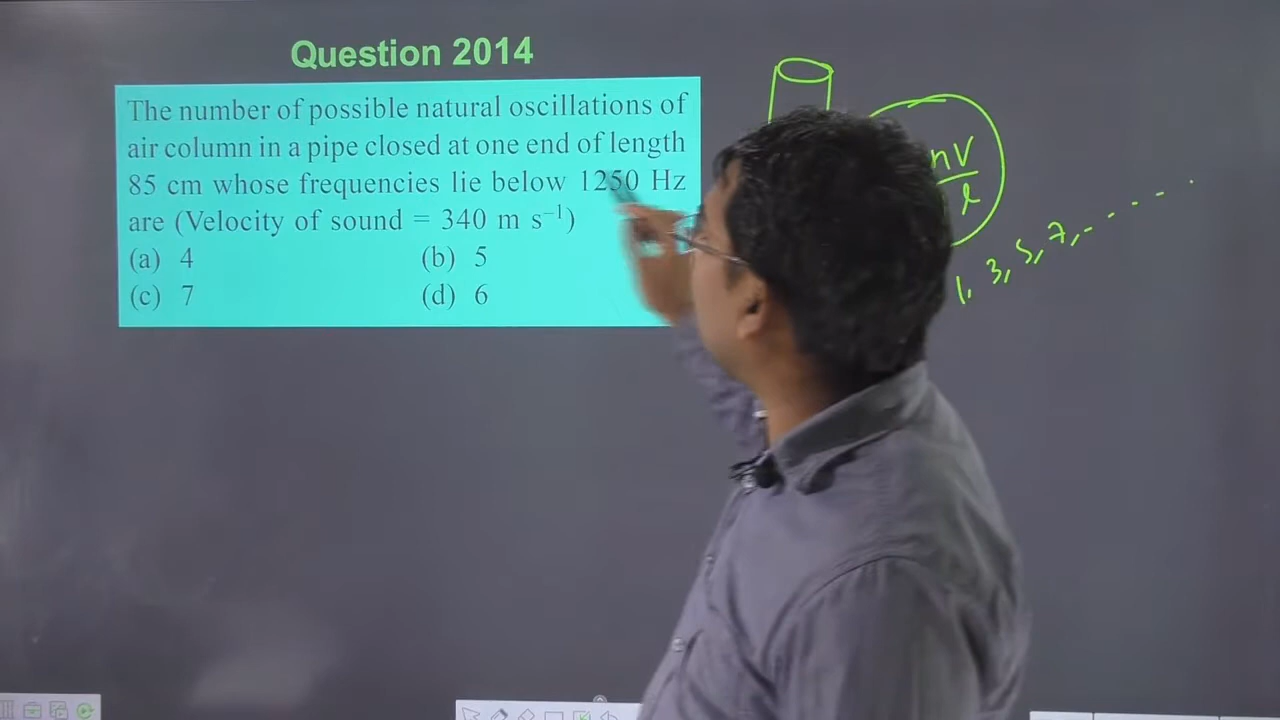 Question 2014
The number of possible natural oscillations of
air column in a pipe closed at one end of length
85 cm whose frequencies lie below 1250 Hz
are (Velocity of sound = 340 m s⁻¹)
(a) 4 (b) 5
(c) 7 (d) 6
nV
l
1, 3, 5, 7, - - - - -